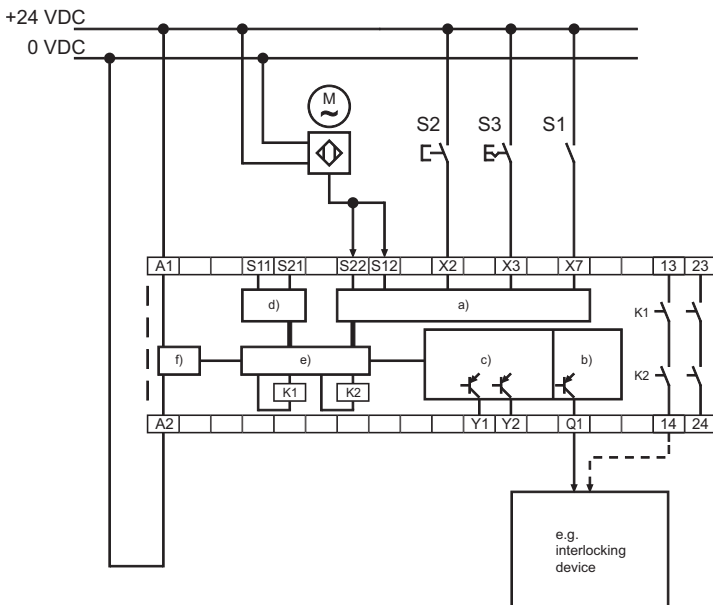 +24 VDC
0 VDC
M
~
S2 S3 S1
A1 S11 S21 S22 S12 X2 X3 X7 13 23
d) a)
K1
f) e) c) b)
K1 K2 K2
A2 Y1 Y2 Q1 14 24
e.g.
interlocking
device